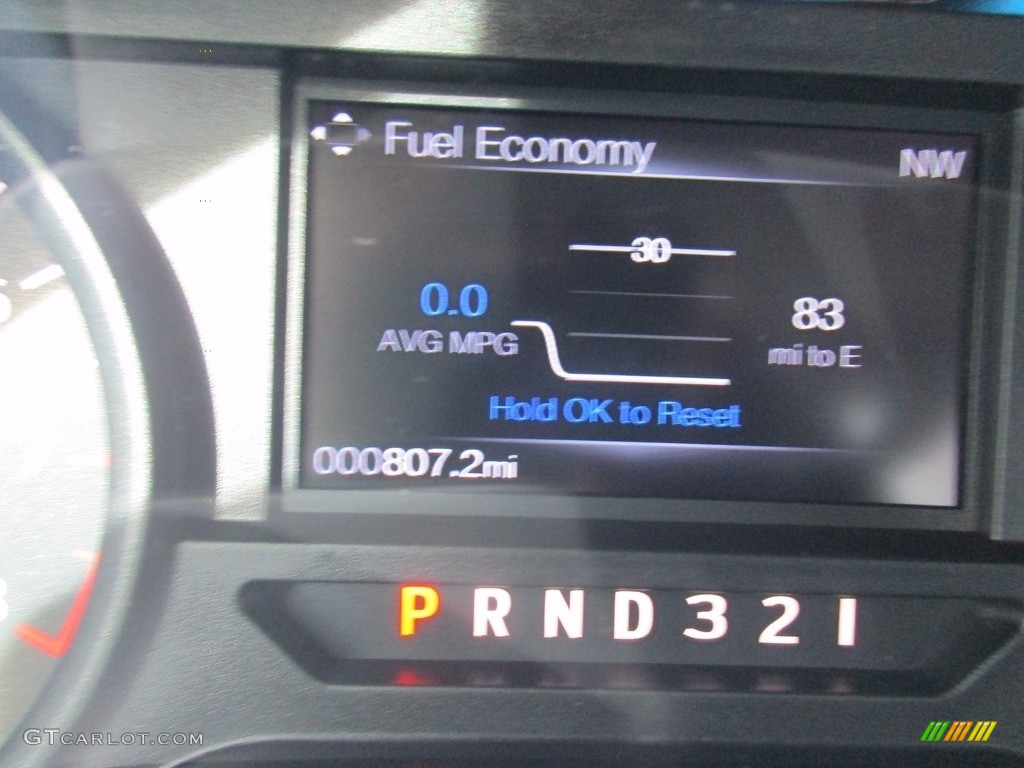 Fuel Economy
NW
30
0.0
AVG MPG
83
mi to E
Hold OK to Reset
000807.2mi
P R N D 3 2 1
GTCARLOT.COM